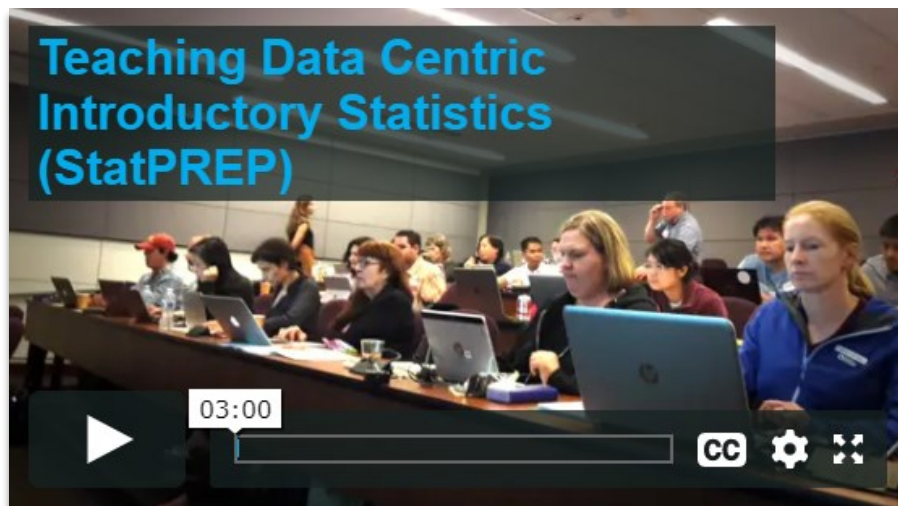 Teaching Data Centric
Introductory Statistics
(StatPREP)
03:00
CC